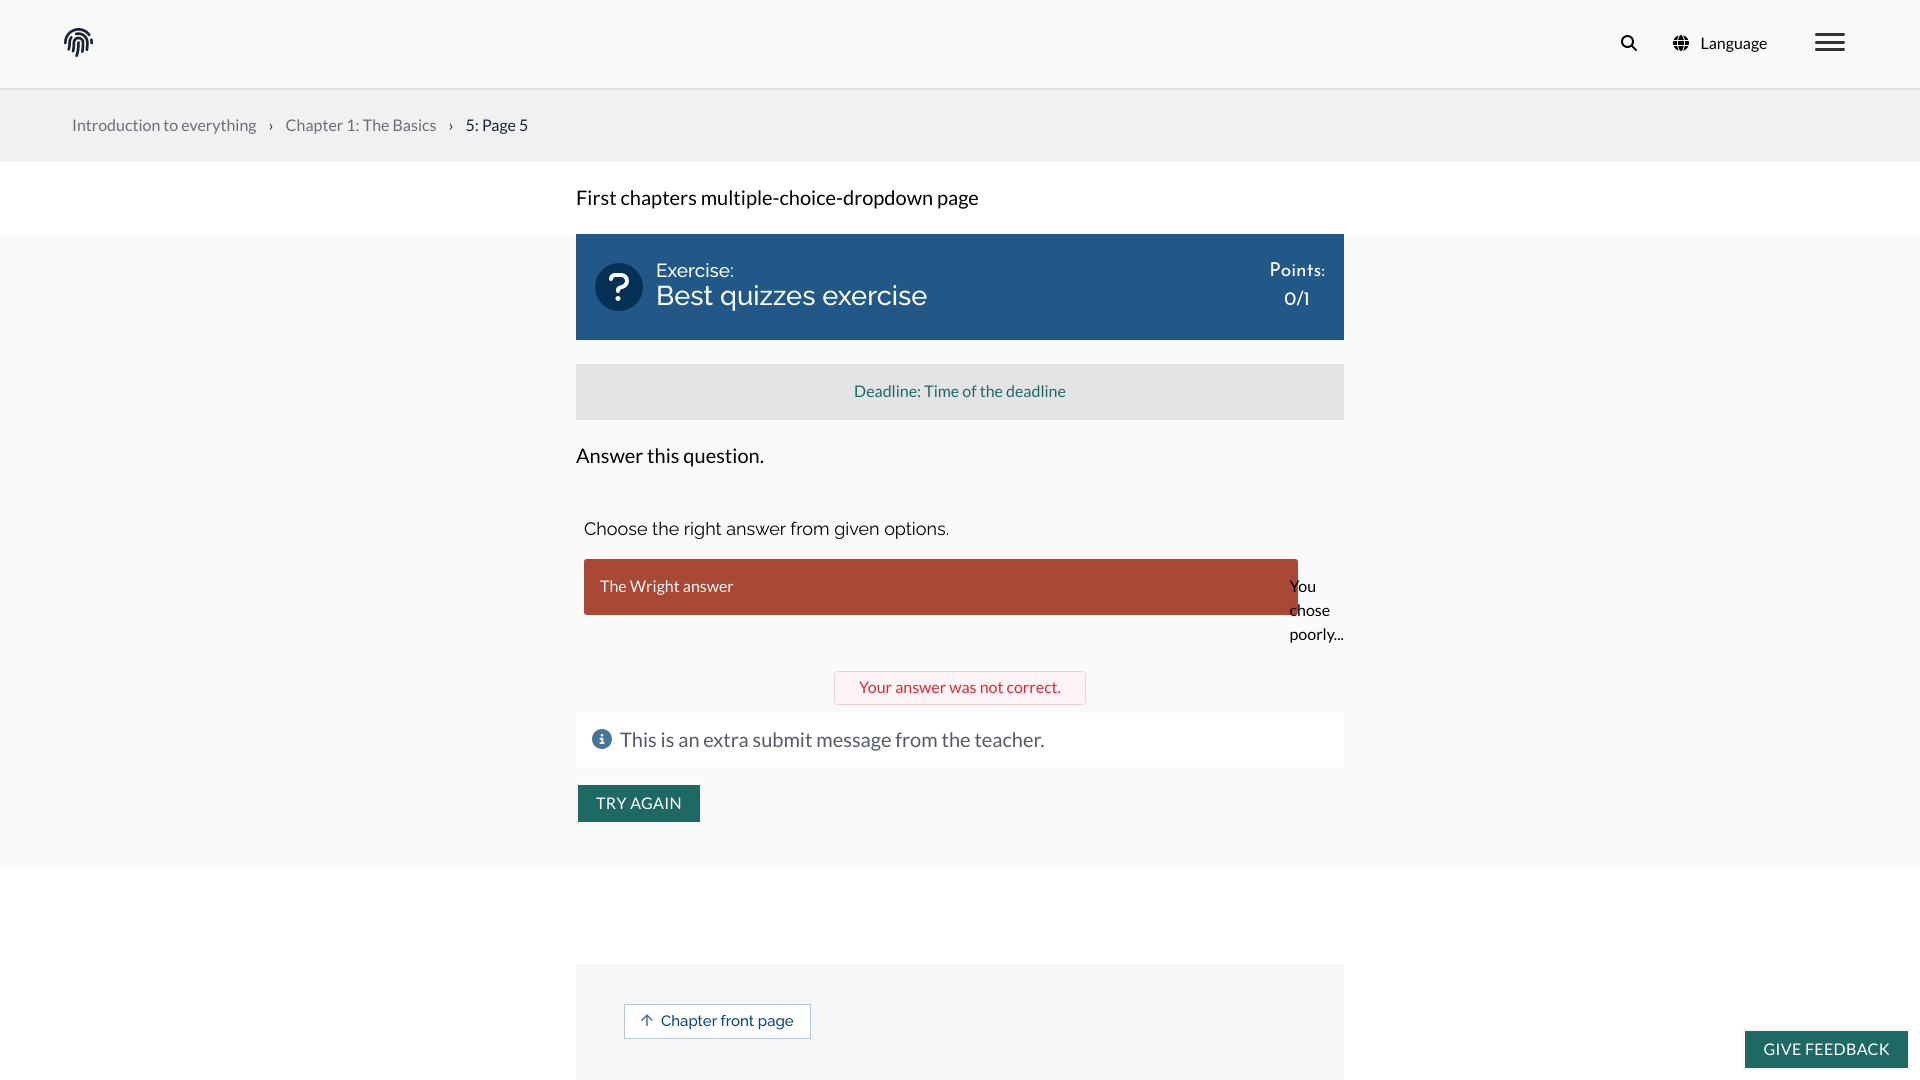 Language
Introduction to everything › Chapter 1: The Basics › 5: Page 5
First chapters multiple-choice-dropdown page
Exercise:
Best quizzes exercise
Points:
0/1
Deadline: Time of the deadline
Answer this question.
Choose the right answer from given options.
The Wright answer
You
chose
poorly...
Your answer was not correct.
This is an extra submit message from the teacher.
TRY AGAIN
Chapter front page
GIVE FEEDBACK